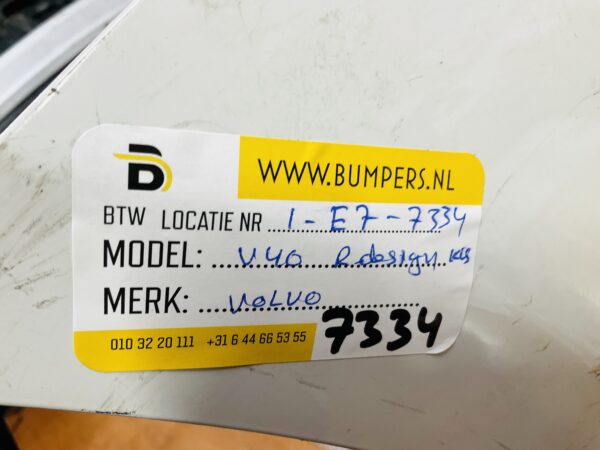 B
WWW.BUMPERS.NL
BTW LOCATIE NR 1-E7-7334
MODEL: V40 Rdesign
MERK: VOLVO
010 32 20 111 +31 6 44 66 53 55
7334